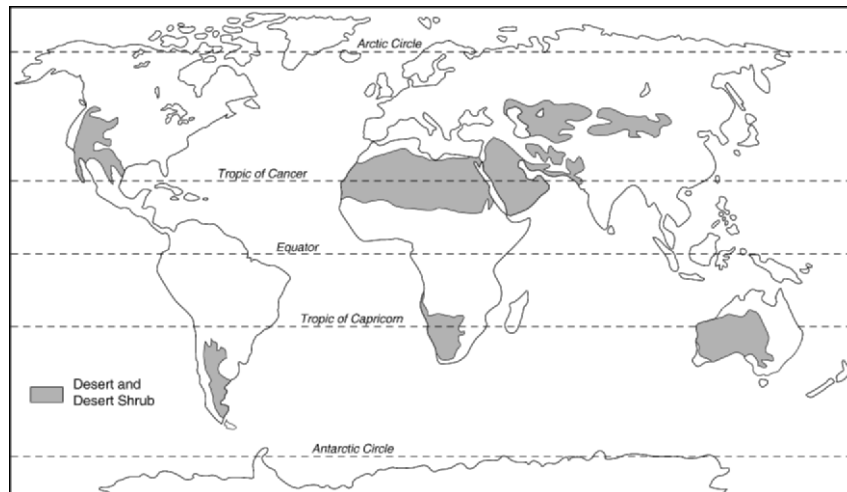 Arctic Circle
Tropic of Cancer
Equator
Tropic of Capricorn
Desert and
Desert Shrub
Antarctic Circle